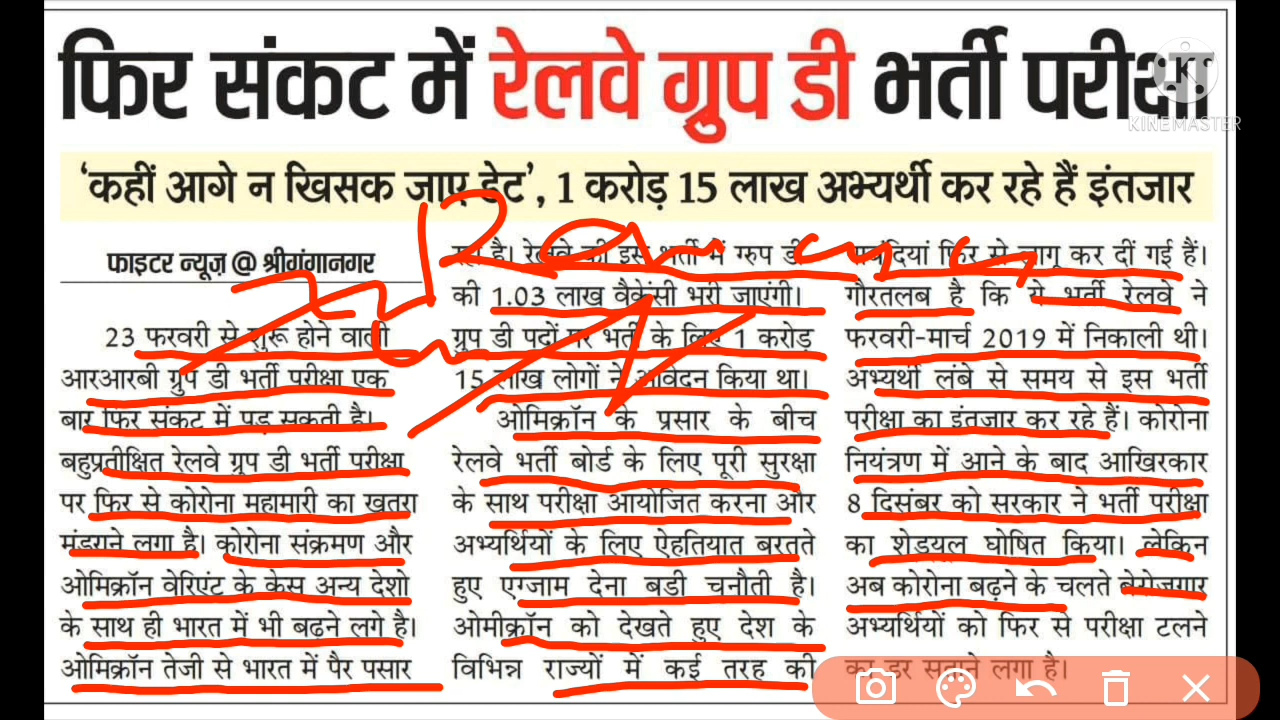 फिर संकट में रेलवे ग्रुप डी भर्ती परीक्षा
KINEMASTER
'कहीं आगे न खिसक जाए डेट', 1 करोड़ 15 लाख अभ्यर्थी कर रहे हैं इंतजार
फाइटर न्यूज़ @ श्रीगंगानगर
23 फरवरी से शुरू होने वाली
आरआरबी ग्रुप डी भर्ती परीक्षा एक
बार फिर संकट में पड़ सकती है।
बहुप्रतीक्षित रेलवे ग्रुप डी भर्ती परीक्षा
पर फिर से कोरोना महामारी का खतरा
मंडराने लगा है। कोरोना संक्रमण और
ओमिक्रॉन वेरिएंट के केस अन्य देशो
के साथ ही भारत में भी बढ़ने लगे है।
ओमिक्रॉन तेजी से भारत में पैर पसार
रहा है। रेलवे की इस भर्ती में ग्रुप डी
की 1.03 लाख वैकेंसी भरी जाएंगी।
ग्रुप डी पदों पर भर्ती के लिए 1 करोड़
15 लाख लोगों ने आवेदन किया था।
ओमिक्रॉन के प्रसार के बीच
रेलवे भर्ती बोर्ड के लिए पूरी सुरक्षा
के साथ परीक्षा आयोजित करना और
अभ्यर्थियों के लिए ऐहतियात बरतते
हुए एग्जाम देना बडी चनौती है।
ओमीक्रॉन को देखते हुए देश के
विभिन्न राज्यों में कई तरह की
पाबंदियां फिर से लागू कर दीं गई हैं।
गौरतलब है कि ये भर्ती रेलवे ने
फरवरी-मार्च 2019 में निकाली थी।
अभ्यर्थी लंबे से समय से इस भर्ती
परीक्षा का इंतजार कर रहे हैं। कोरोना
नियंत्रण में आने के बाद आखिरकार
8 दिसंबर को सरकार ने भर्ती परीक्षा
का शेड्यूल घोषित किया। लेकिन
अब कोरोना बढ़ने के चलते बेरोजगार
अभ्यर्थियों को फिर से परीक्षा टलने
का डर सताने लगा है।